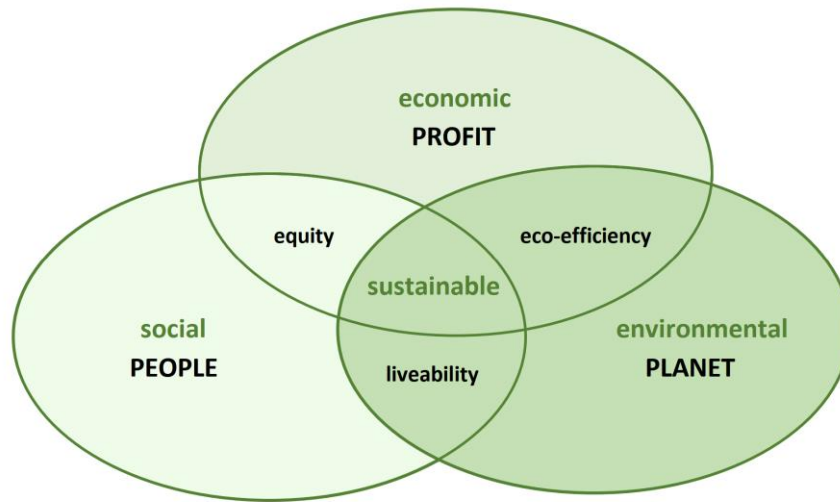 economic
PROFIT
equity
eco-efficiency
sustainable
social
PEOPLE
environmental
PLANET
liveability